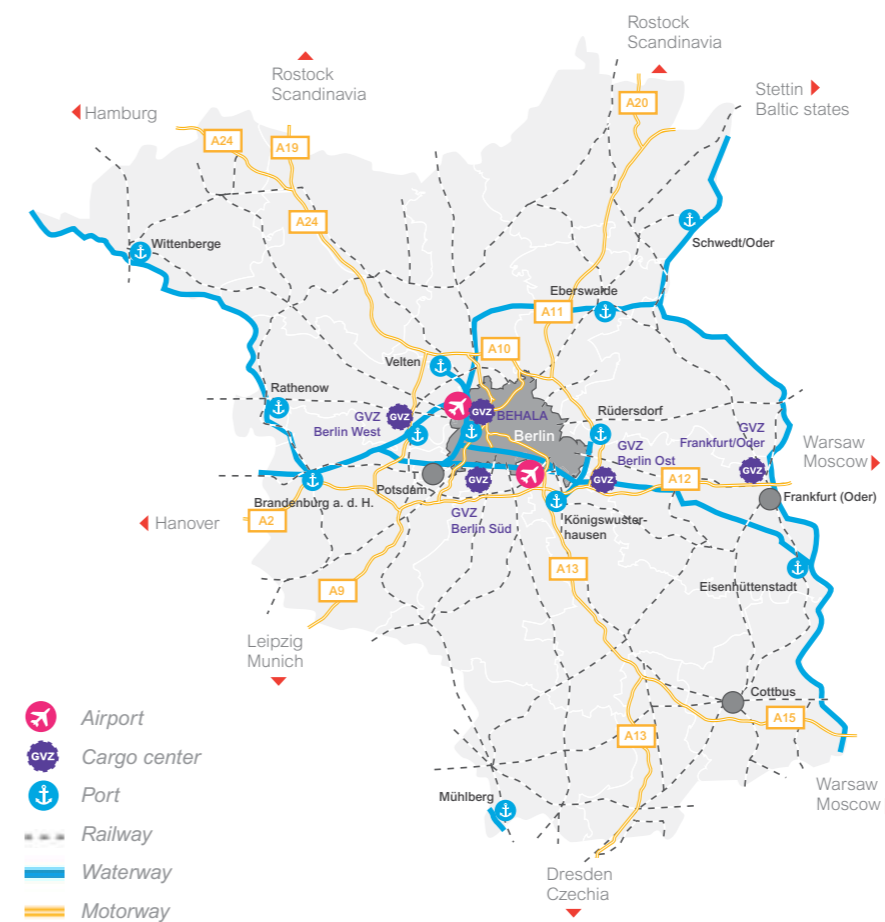 Rostock
Scandinavia
Rostock
Scandinavia
Stettin
Baltic states
Hamburg
A20
A24
A19
A24
Wittenberge
Schwedt/Oder
Eberswalde
A11
A10
Velten
Rathenow
GVZ
GVZ
BEHALA
GVZ
Berlin West
Berlin
Rüdersdorf
GVZ
Frankfurt/Oder
GVZ
Berlin Ost
Warsaw
Moscow
GVZ
GVZ
GVZ
A12
Potsdam
Brandenburg a. d. H.
Frankfurt (Oder)
A2
Hanover
GVZ
Berlin Süd
Königswuster-
hausen
A13
Eisenhüttenstadt
A9
Leipzig
Munich
Cottbus
A15
A13
Warsaw
Moscow
Mühlberg
Dresden
Czechia
Airport
GVZ
Cargo center
Port
Railway
Waterway
Motorway